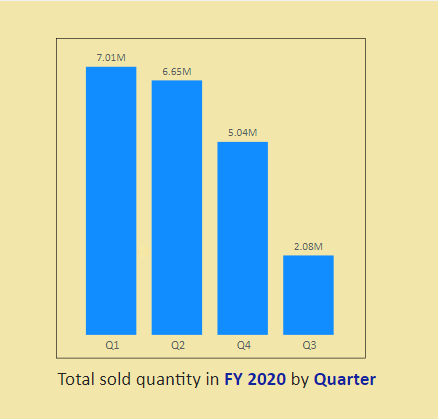 7.01M
6.65M
5.04M
2.08M
Q1 Q2 Q4 Q3
Total sold quantity in FY 2020 by Quarter